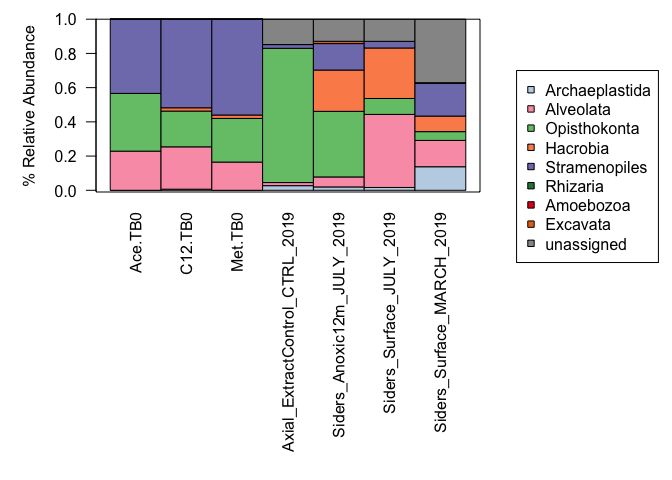 % Relative Abundance
1.0
0.8
0.6
0.4
0.2
0.0
Ace.TB0
C12.TB0
Met.TB0
Axial_ExtractControl_CTRL_2019
Siders_Anoxic12m_JULY_2019
Siders_Surface_JULY_2019
Siders_Surface_MARCH_2019
Archaeplastida
Alveolata
Opisthokonta
Hacrobia
Stramenopiles
Rhizaria
Amoebozoa
Excavata
unassigned